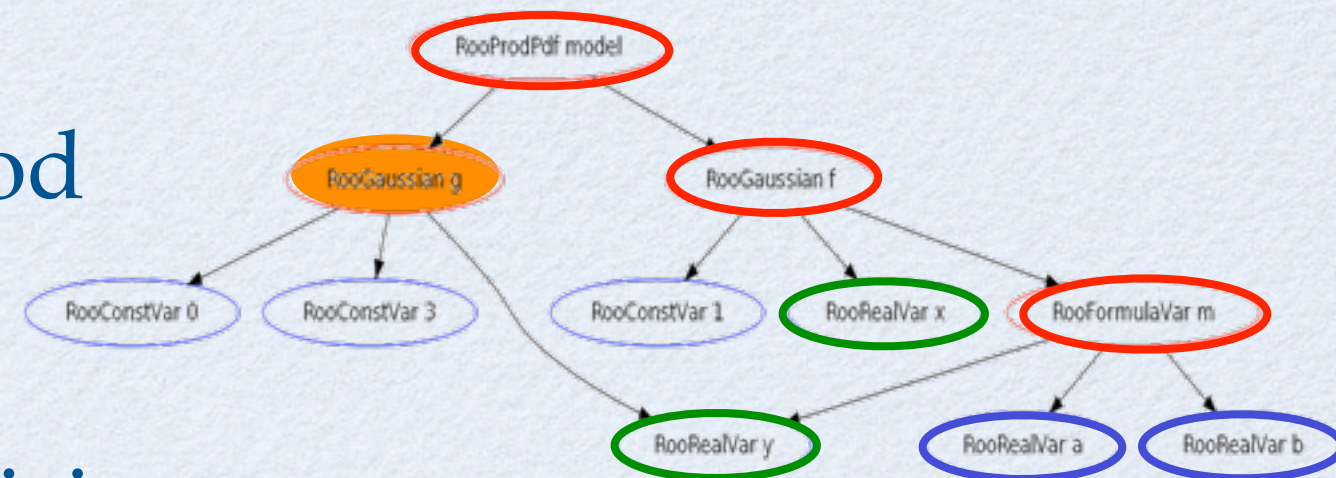 RooProdPdf model
od
RooGaussian g
RooGaussian f
RooConstVar 0
RooConstVar 3
RooConstVar 1
RooRealVar x
RooFormulaVar m
RooRealVar y
RooRealVar a
RooRealVar b